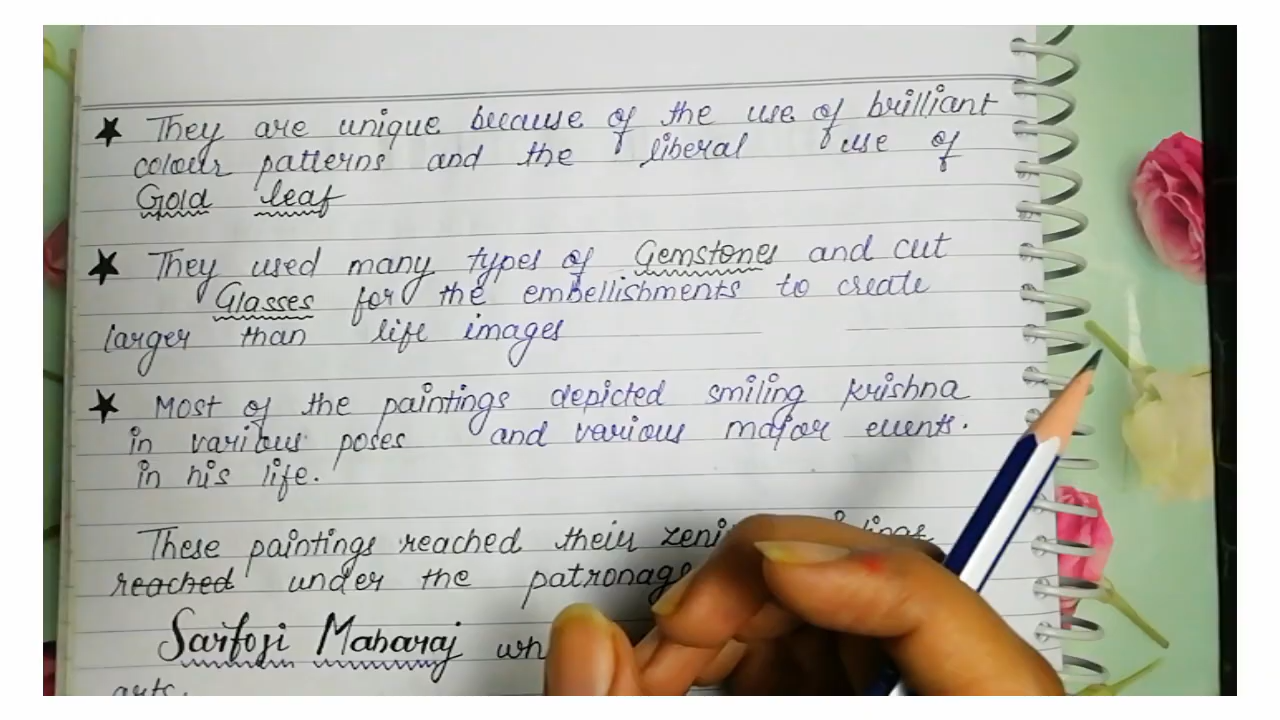 ★ They are unique because of the use of brilliant
colour patterns and the liberal use of
Gold leaf
★ They used many types of Gemstones and cut
Glasses for the embellishments to create
larger than life images
★ Most of the paintings depicted smiling krishna
in various poses and various major events.
in his life.
These paintings reached their
reached under the
Sarfoji Maharaj
arts.